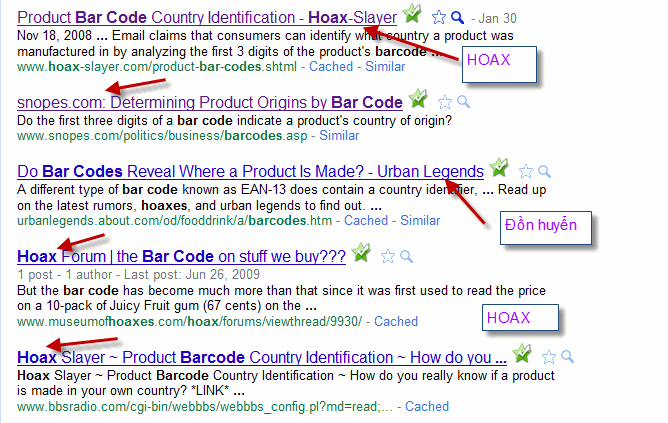 Product Bar Code Country Identification - Hoax-Slayer - Jan 30
Nov 18, 2008 ... Email claims that consumers can identify what country a product was
manufactured in by analyzing the first 3 digits of the product's barcode ...
www.hoax-slayer.com/product-bar-codes.shtml - Cached - Similar
HOAX
snopes.com: Determining Product Origins by Bar Code
Do the first three digits of a bar code indicate a product's country of origin?
www.snopes.com/politics/business/barcodes.asp - Similar
Do Bar Codes Reveal Where a Product Is Made? - Urban Legends
A different type of bar code known as EAN-13 does contain a country identifier, ... Read up
on the latest rumors, hoaxes, and urban legends to find out. ...
urbanlegends.about.com/od/fooddrink/a/barcodes.htm - Cached - Similar
Đồn huyển
Hoax Forum | the Bar Code on stuff we buy???
1 post - 1 author - Last post: Jun 26, 2009
But the bar code has become much more than that since it was first used to read the price
on a 10-pack of Juicy Fruit gum (67 cents) on the ...
www.museumofhoaxes.com/hoax/forums/viewthread/9930/ - Cached
HOAX
Hoax Slayer ~ Product Barcode Country Identification ~ How do you ...
Hoax Slayer ~ Product Barcode Country Identification ~ How do you really know if a product
is made in your own country? *LINK* ...
www.bbsradio.com/cgi-bin/webbbs/webbbs_config.pl?md=read;... - Cached